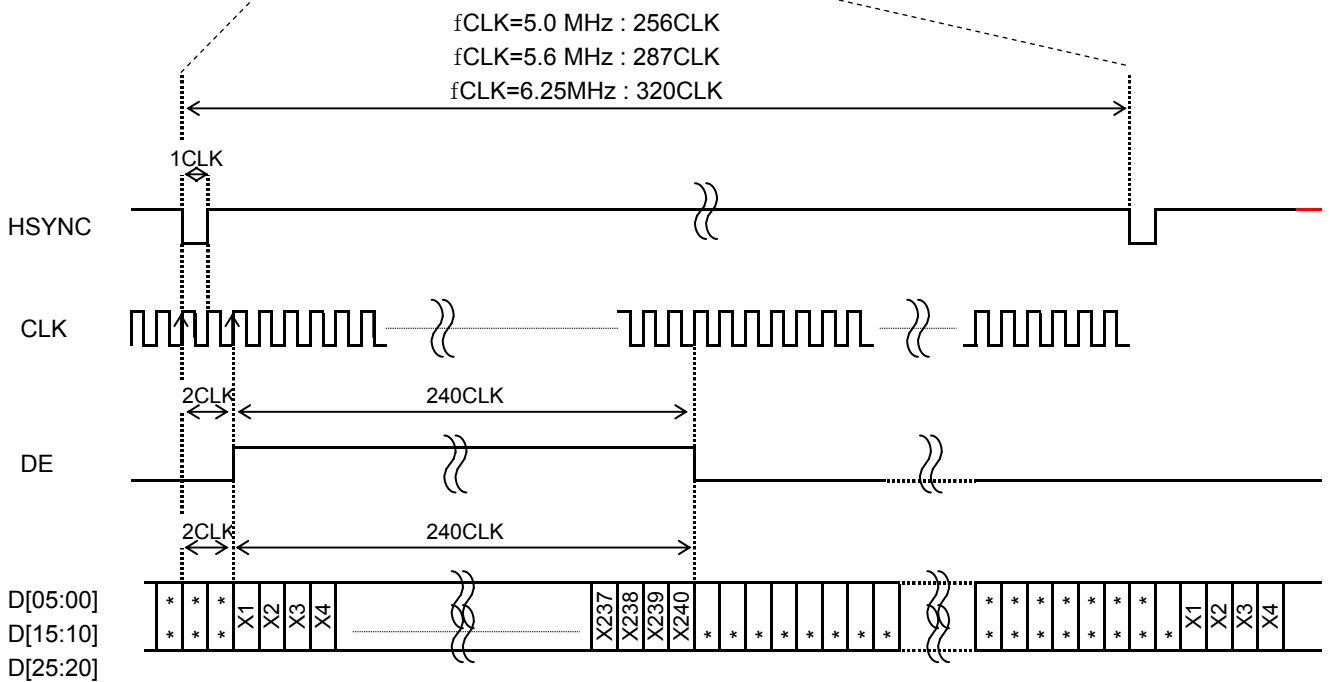 fCLK=5.0 MHz : 256CLK
fCLK=5.6 MHz : 287CLK
fCLK=6.25MHz : 320CLK
1CLK
HSYNC
CLK
2CLK 240CLK
DE
2CLK 240CLK
D[05:00]
D[15:10]
D[25:20]
* * * X1 X2 X3 X4 X237 X238 X239 X240 * * * * * * * * X1 X2 X3 X4
* * * * * * * * * * * * * * * * * * *